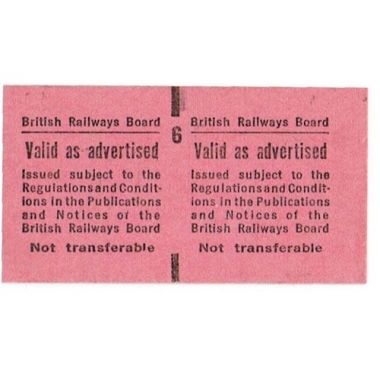 British Railways Board
Valid as advertised
Issued subject to the
Regulations and Condit-
ions in the Publications
and Notices of the
British Railways Board
Not transferable
6
British Railways Board
Valid as advertised
Issued subject to the
Regulations and Condit-
ions in the Publications
and Notices of the
British Railways Board
Not transferable